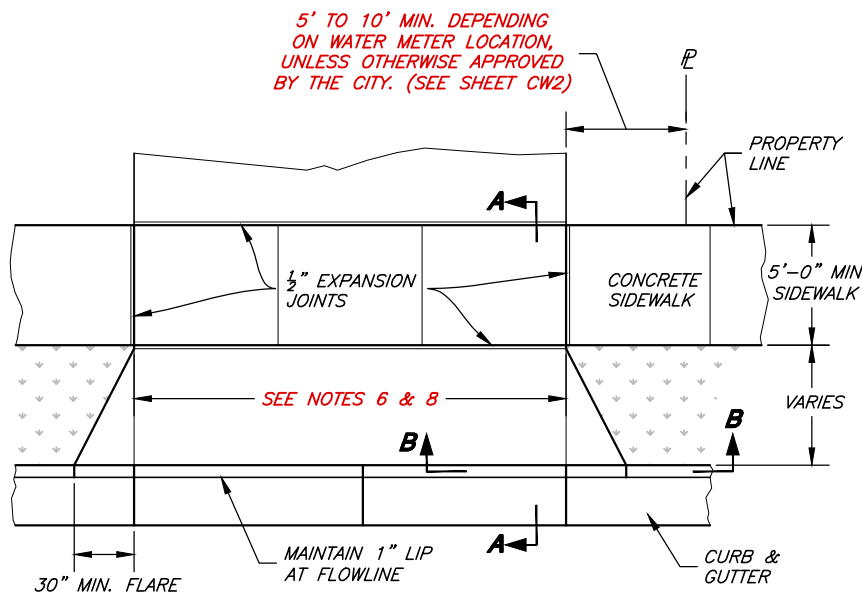 5' TO 10' MIN. DEPENDING
ON WATER METER LOCATION,
UNLESS OTHERWISE APPROVED
BY THE CITY. (SEE SHEET CW2)
℄
PROPERTY
LINE
A
1/2" EXPANSION
JOINTS
CONCRETE
SIDEWALK
5'-0" MIN
SIDEWALK
SEE NOTES 6 & 8
VARIES
B
B
A
MAINTAIN 1" LIP
AT FLOWLINE
CURB &
GUTTER
30" MIN. FLARE